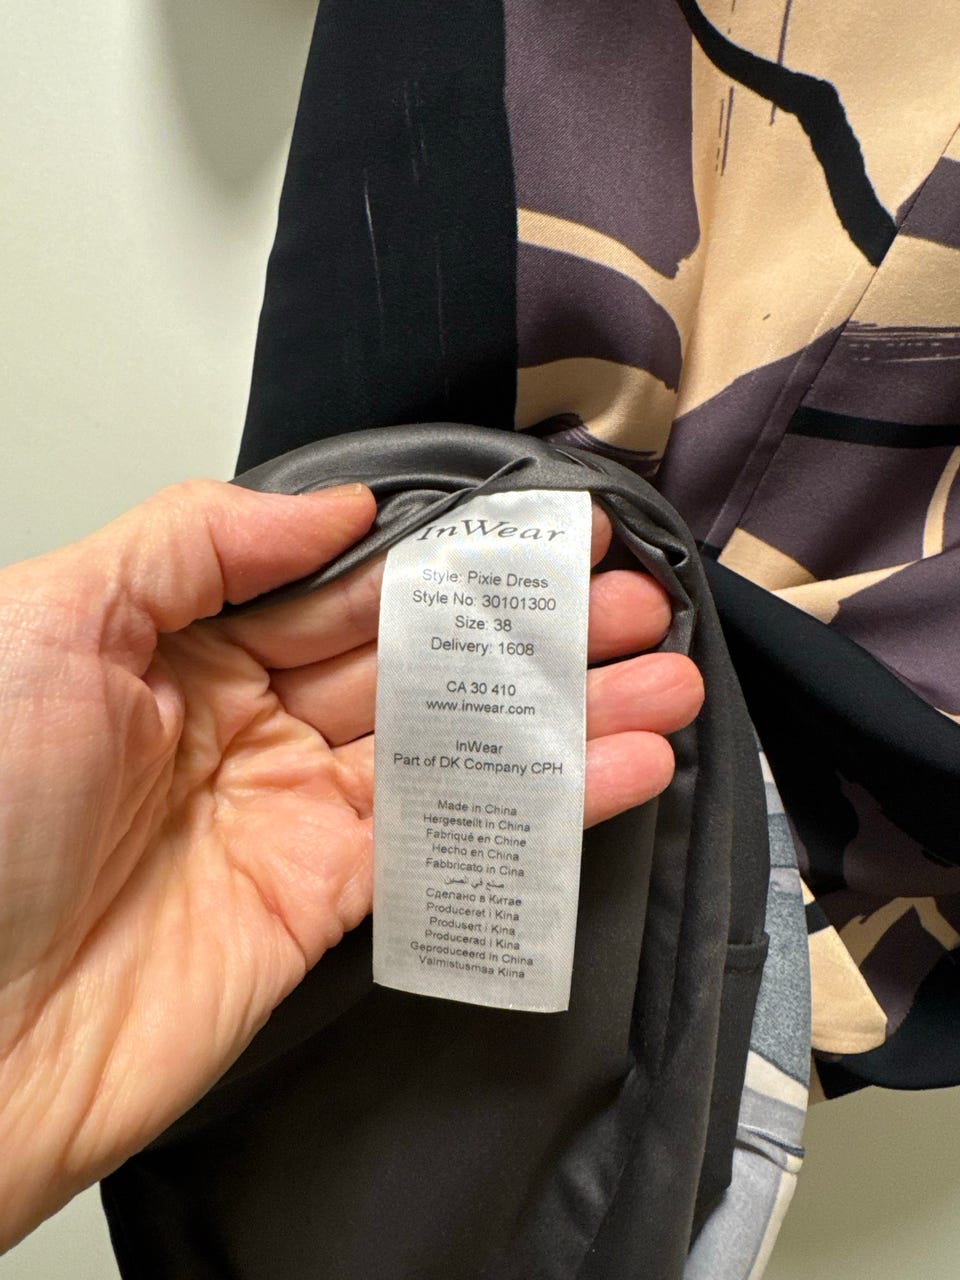 InWear
Style: Pixie Dress
Style No: 30101300
Size: 38
Delivery: 1608
CA 30 410
www.inwear.com
InWear
Part of DK Company CPH
Made in China
Hergestellt in China
Fabriqué en Chine
Hecho en China
Fabbricato in Cina
صنع في الصين
Сделано в Китае
Produceret i Kina
Produsert i Kina
Producerad i Kina
Geproduceerd in China
Valmistusmaa Kiina